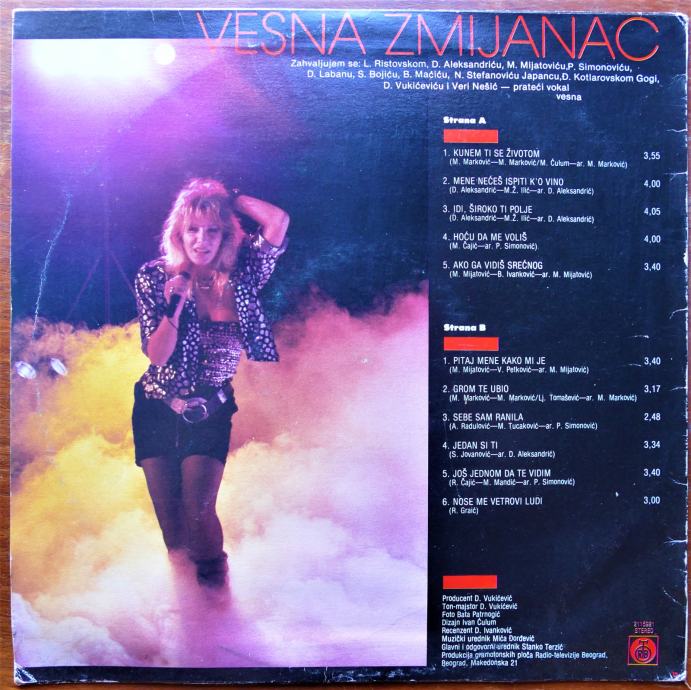 VESNA ZMIJANAC
Zahvaljujem se: L. Ristovskom, D. Aleksandriću, M. Mijatoviću,P. Simonoviću,
D. Labanu, S. Bojiću, B. Mačiću, N. Stefanoviću Japancu,D. Kotlarovskom Gogi,
D. Vukićeviću i Veri Nešić — prateći vokal
vesna
Strana A
1. KUNEM TI SE ŽIVOTOM 3,55
(M. Marković—M. Marković/M. Čulum—ar. M. Marković)
2. MENE NEĆEŠ ISPITI K'O VINO 4,00
(D. Aleksandrić—M.Ž. Ilić—ar. D. Aleksandrić)
3. IDI, ŠIROKO TI POLJE 4,05
(D. Aleksandrić—M.Ž. Ilić—ar. D. Aleksandrić)
4. HOĆU DA ME VOLIŠ 4,00
(M. Čajić—ar. P. Simonović)
5. AKO GA VIDIŠ SREĆNOG 3,40
(M. Mijatović—B. Ivanković—ar. M. Mijatović)
Strana B
1. PITAJ MENE KAKO MI JE 3,40
(M. Mijatović—V. Petković—ar. M. Mijatović)
2. GROM TE UBIO 3,17
(M. Marković—M. Marković/Lj. Tomašević—ar. M. Marković)
3. SEBE SAM RANILA 2,48
(A. Radulović—M. Tucaković—ar. P. Simonović)
4. JEDAN SI TI 3,34
(S. Jovanović—ar. D. Aleksandrić)
5. JOŠ JEDNOM DA TE VIDIM 3,40
(R. Čajić—M. Mandić—ar. P. Simonović)
6. NOSE ME VETROVI LUDI 3,00
(R. Graić)
Producent D. Vukićević
Ton-majstor D. Vukićević
Foto Bata Patrnogić
Dizajn Ivan Čulum
Recenzent D. Ivanković
Muzički urednik Mića Đorđević
Glavni i odgovorni urednik Stanko Terzić
Produkcija gramofonskih ploča Radio-televizije Beograd,
Beograd, Makedonska 21
STEREO